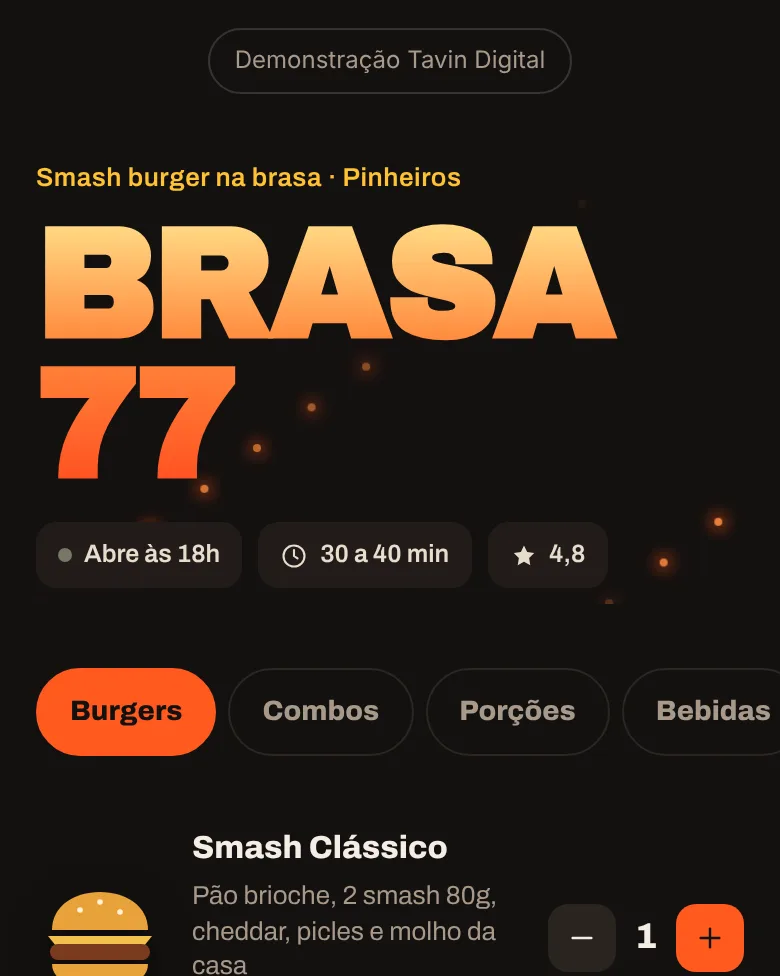 Demonstração Tavin Digital
Smash burger na brasa · Pinheiros
BRASA
77
Abre às 18h
30 a 40 min
4,8
Burgers
Combos
Porções
Bebidas
Smash Clássico
Pão brioche, 2 smash 80g,
cheddar, picles e molho da
casa
− 1 +